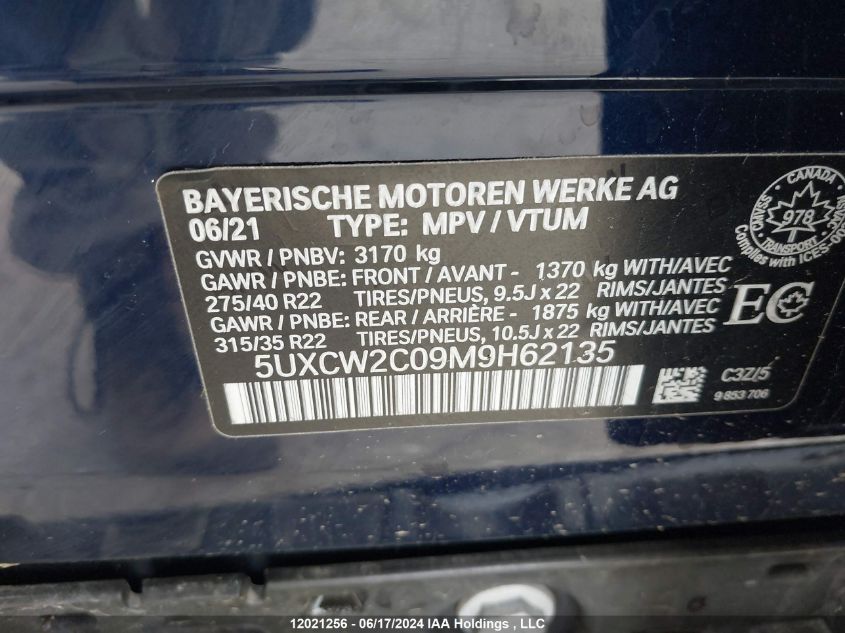 BAYERISCHE MOTOREN WERKE AG
06/21 TYPE: MPV / VTUM
GVWR / PNBV: 3170 kg
GAWR / PNBE: FRONT / AVANT - 1370 kg WITH/AVEC
275/40 R22 TIRES/PNEUS, 9.5J x 22 RIMS/JANTES
GAWR / PNBE: REAR / ARRIÈRE - 1875 kg WITH/AVEC
315/35 R22 TIRES/PNEUS, 10.5J x 22 RIMS/JANTES
5UXCW2C09M9H62135
CANADA
978
TRANSPORT
EC
C3Z/5
9 853 706
12021256 - 06/17/2024 IAA Holdings , LLC